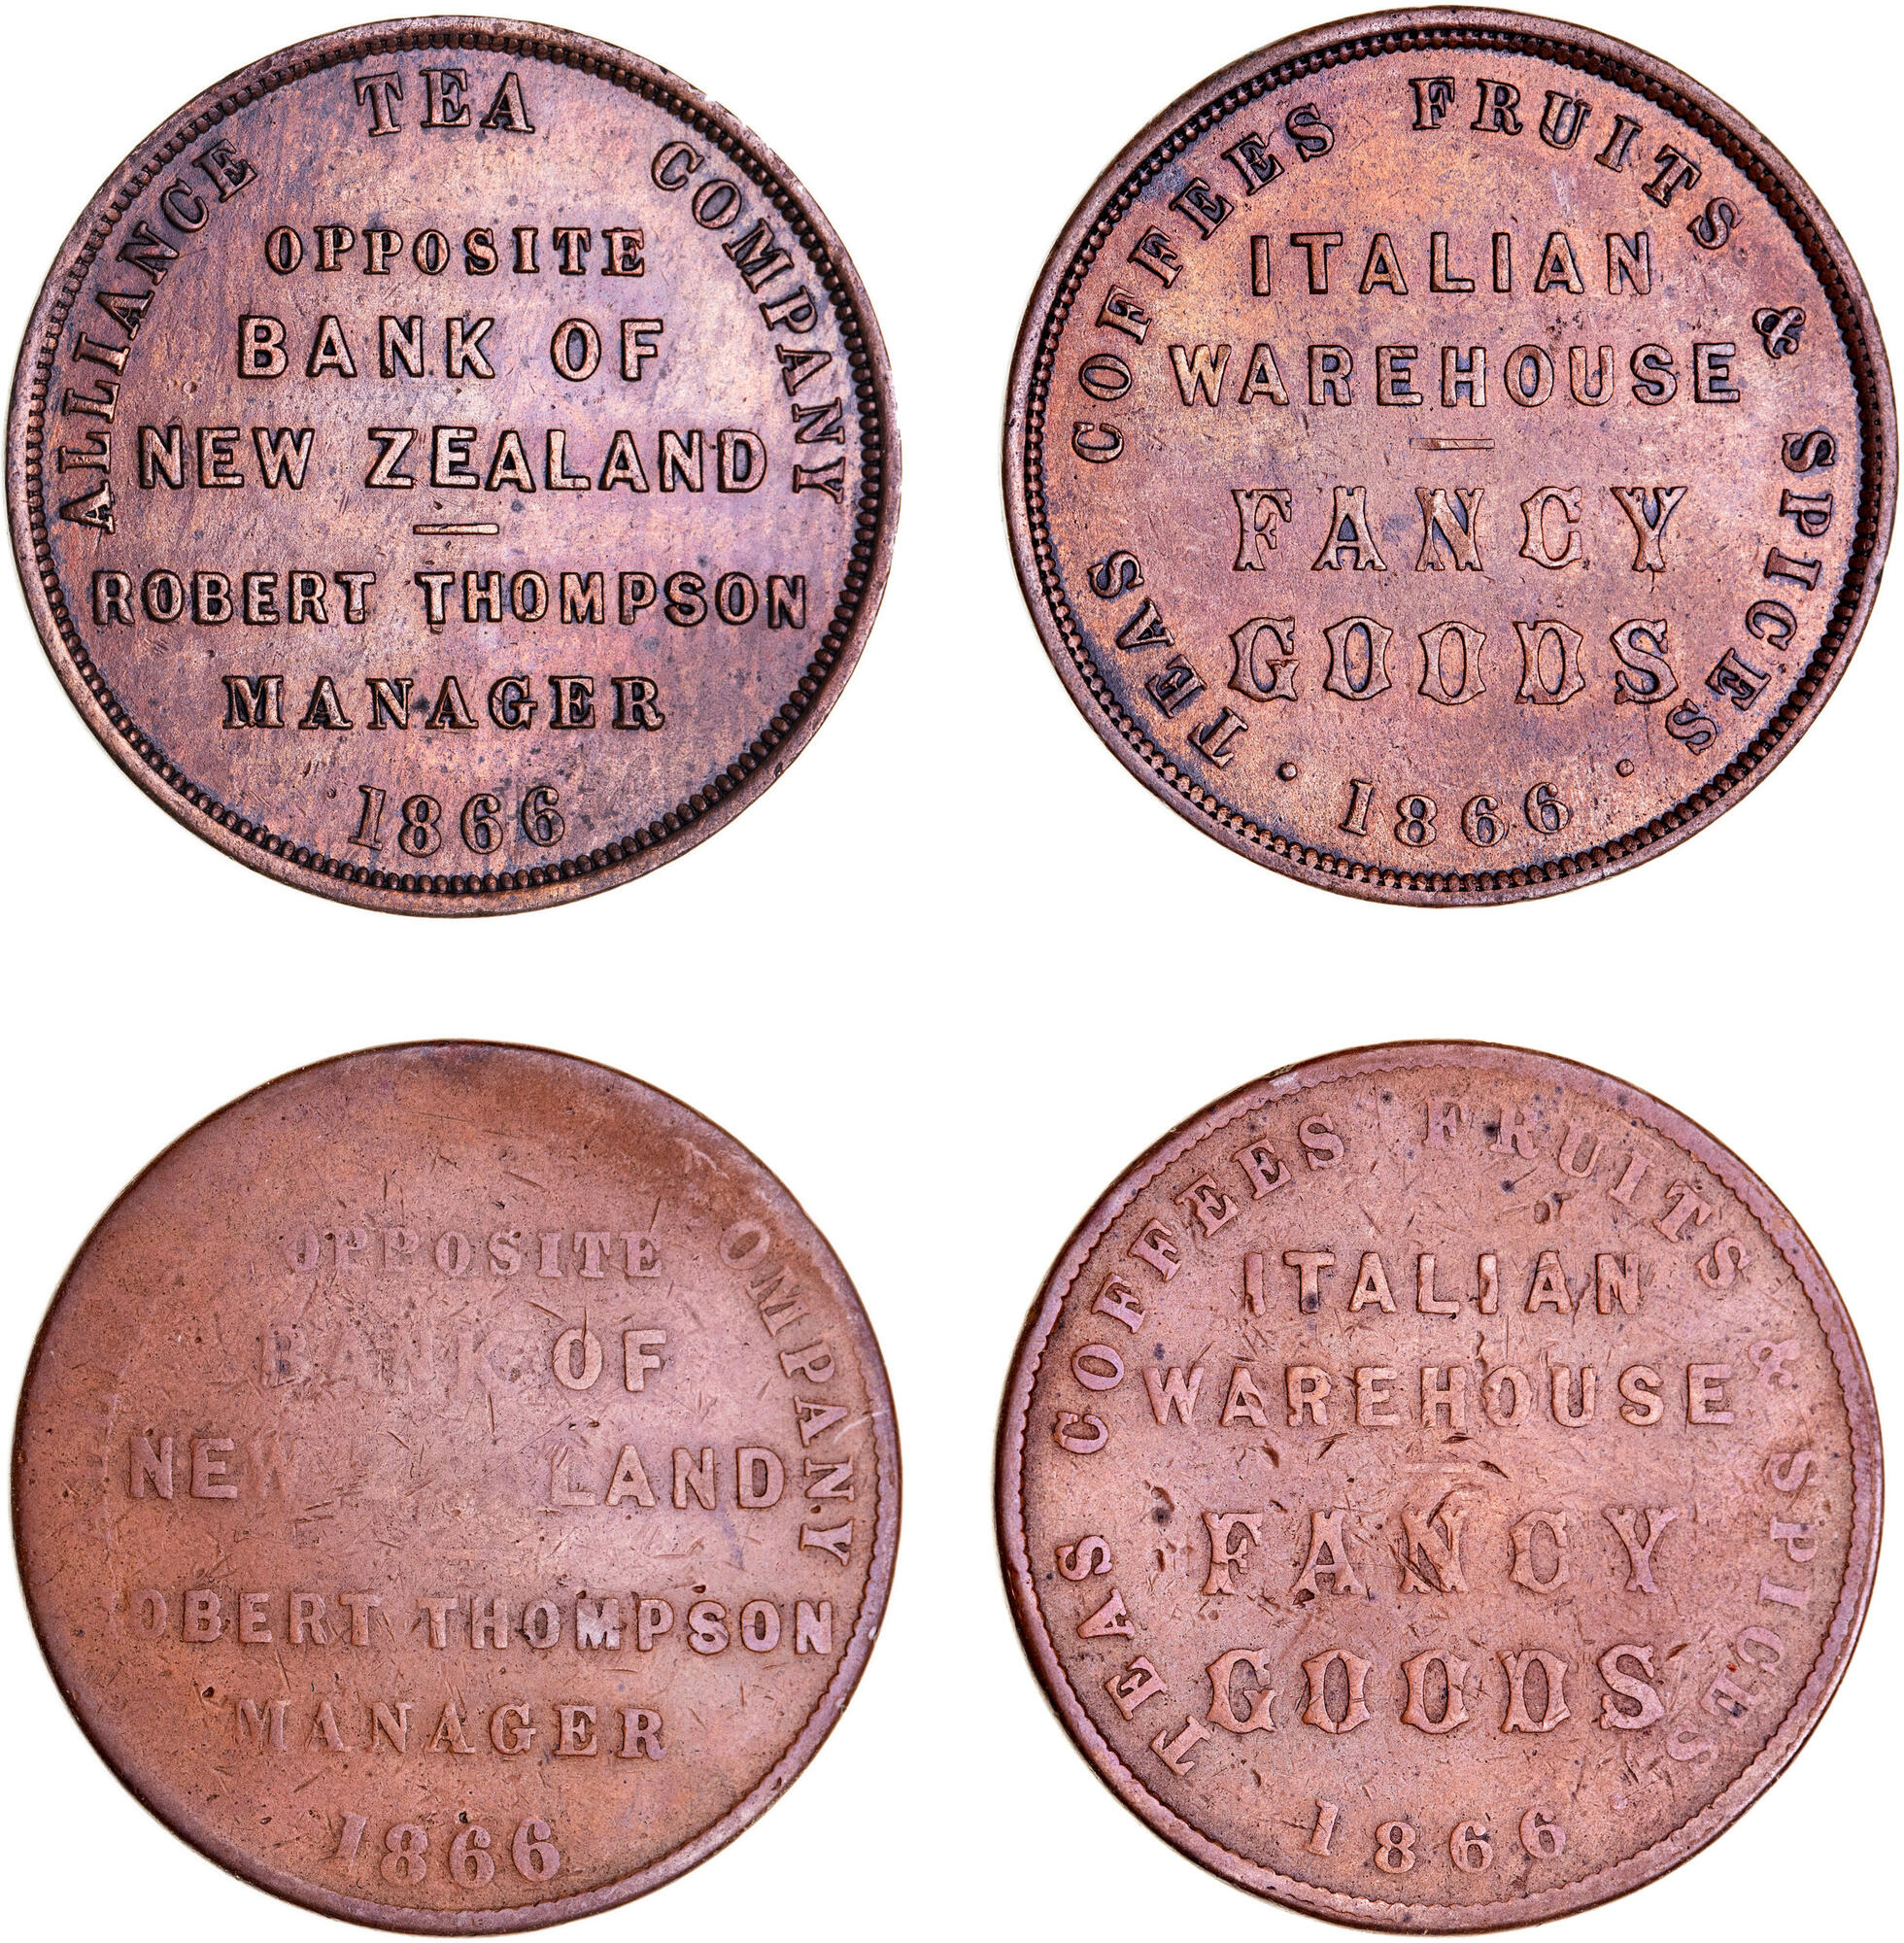 ALLIANCE TEA COMPANY
OPPOSITE
BANK OF
NEW ZEALAND
ROBERT THOMPSON
MANAGER
1866
TEAS COFFEES FRUITS & SPICES
ITALIAN
WAREHOUSE
FANCY
GOODS
· 1866 ·
OMPANY
OPPOSITE
BANK OF
NEW LAND
OBERT THOMPSON
MANAGER
1866
TEAS COFFEES FRUITS & SPICES
ITALIAN
WAREHOUSE
FANCY
GOODS
1866 ·